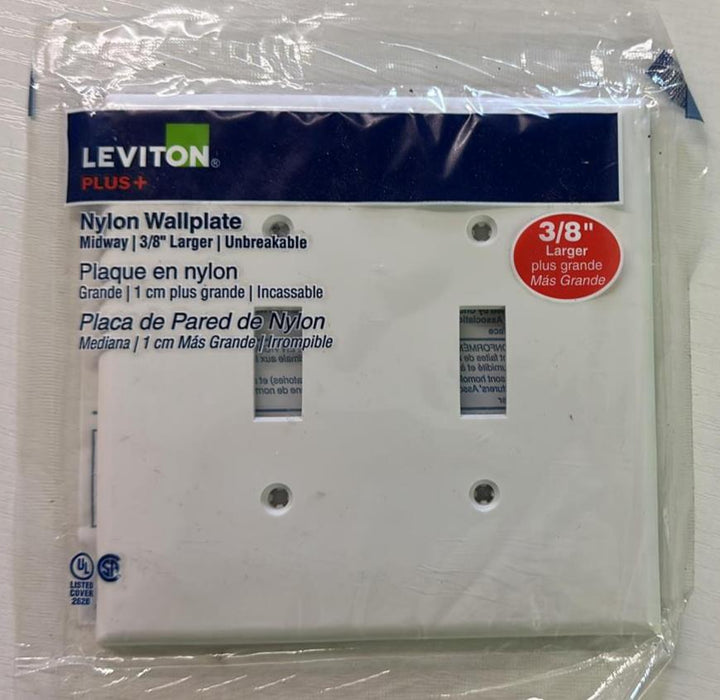 LEVITON®
PLUS+
Nylon Wallplate
Midway | 3/8" Larger | Unbreakable
Plaque en nylon
Grande | 1 cm plus grande | Incassable
Placa de Pared de Nylon
Mediana | 1 cm Más Grande | Irrompible
3/8"
Larger
plus grande
Más Grande
UL
SA
LISTED
COVER